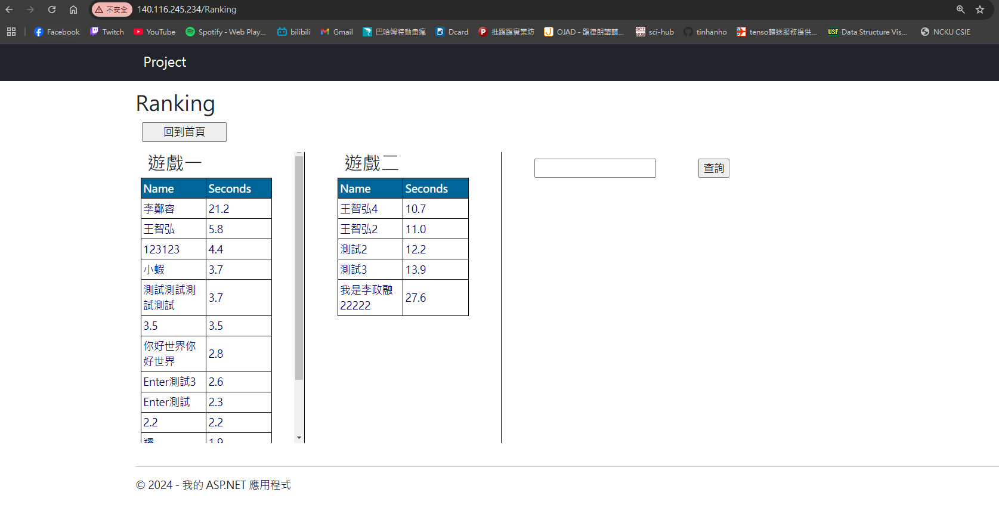 不安全 140.116.245.234/Ranking
Facebook Twitch YouTube Spotify - Web Play... bilibili Gmail 巴哈姆特動畫瘋 Dcard 批踢踢實業坊 OJAD - 韻律朗讀輔... sci-hub tinhanho tenso轉送服務提供... Data Structure Vis... NCKU CSIE
Project
Ranking
回到首頁
遊戲一
Name Seconds
李鄭容 21.2
王智弘 5.8
123123 4.4
小蝦 3.7
測試測試測
試測試 3.7
3.5 3.5
你好世界你
好世界 2.8
Enter測試3 2.6
Enter測試 2.3
2.2 2.2
1.9
遊戲二
Name Seconds
王智弘4 10.7
王智弘2 11.0
測試2 12.2
測試3 13.9
我是李政融
22222 27.6
查詢
© 2024 - 我的 ASP.NET 應用程式